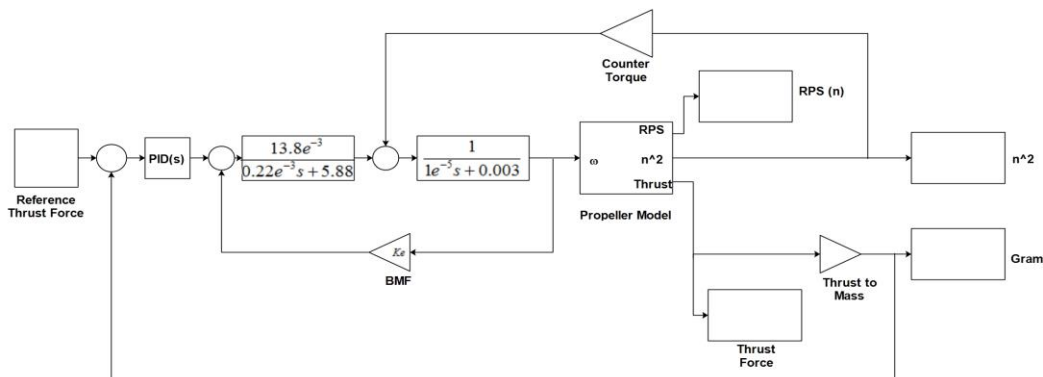 Counter
Torque
RPS (n)
RPS
n^2
Thrust
ω
Propeller Model
n^2
Reference
Thrust Force
PID(s)
13.8e⁻³
0.22e⁻³s+5.88
1
1e⁻⁵s+0.003
Ke
BMF
Thrust to
Mass
Gram
Thrust
Force